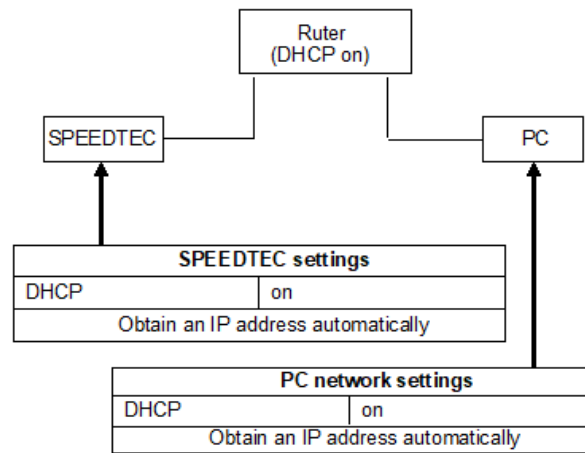 Ruter
(DHCP on)
SPEEDTEC
PC
SPEEDTEC settings
DHCP on
Obtain an IP address automatically
PC network settings
DHCP on
Obtain an IP address automatically